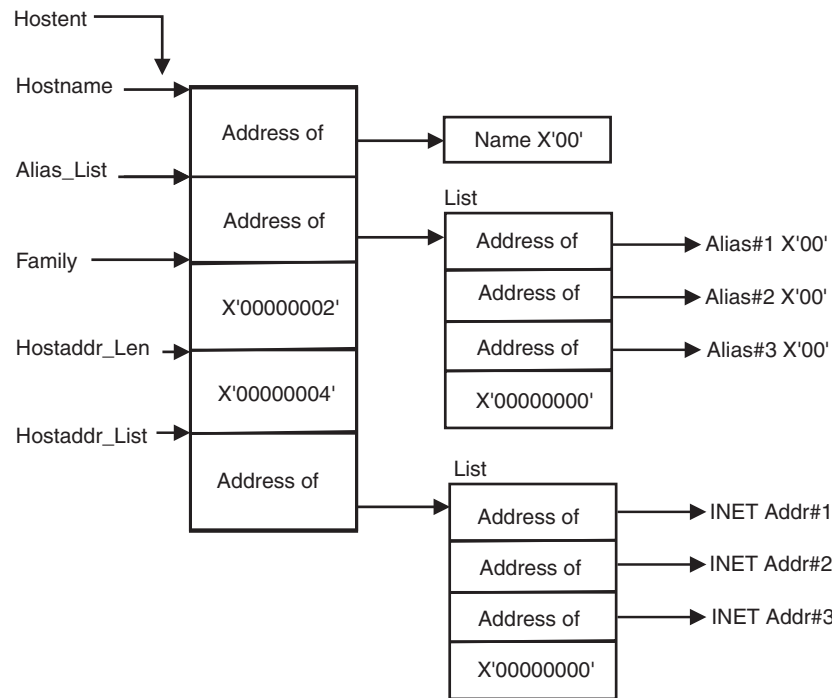 Hostent
Hostname
Address of
Name X'00'
Alias_List
List
Address of
Address of
Alias#1 X'00'
Family
X'00000002'
Address of
Alias#2 X'00'
Hostaddr_Len
Address of
Alias#3 X'00'
X'00000004'
X'00000000'
Hostaddr_List
Address of
List
Address of
INET Addr#1
Address of
INET Addr#2
Address of
INET Addr#3
X'00000000'